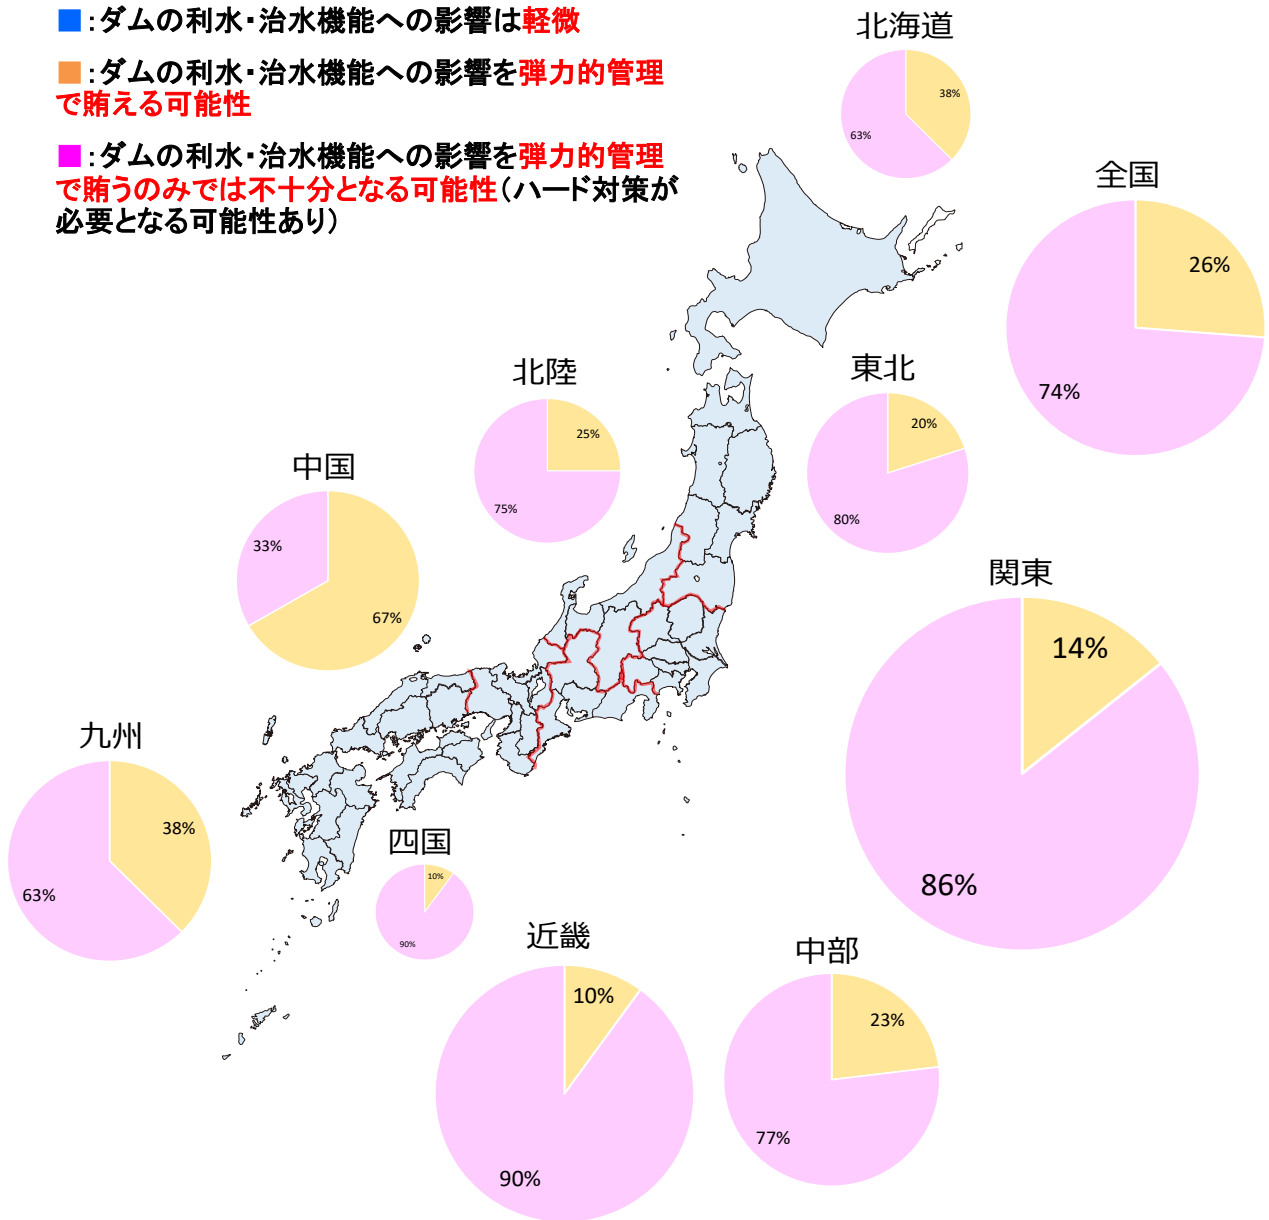 ■：ダムの利水・治水機能への影響は軽微
■：ダムの利水・治水機能への影響を弾力的管理
で賄える可能性
■：ダムの利水・治水機能への影響を弾力的管理
で賄うのみでは不十分となる可能性（ハード対策が
必要となる可能性あり）
北海道
38%
63%
全国
26%
74%
北陸
25%
75%
東北
20%
80%
中国
33%
67%
関東
14%
86%
九州
38%
63%
四国
10%
90%
近畿
10%
90%
中部
23%
77%